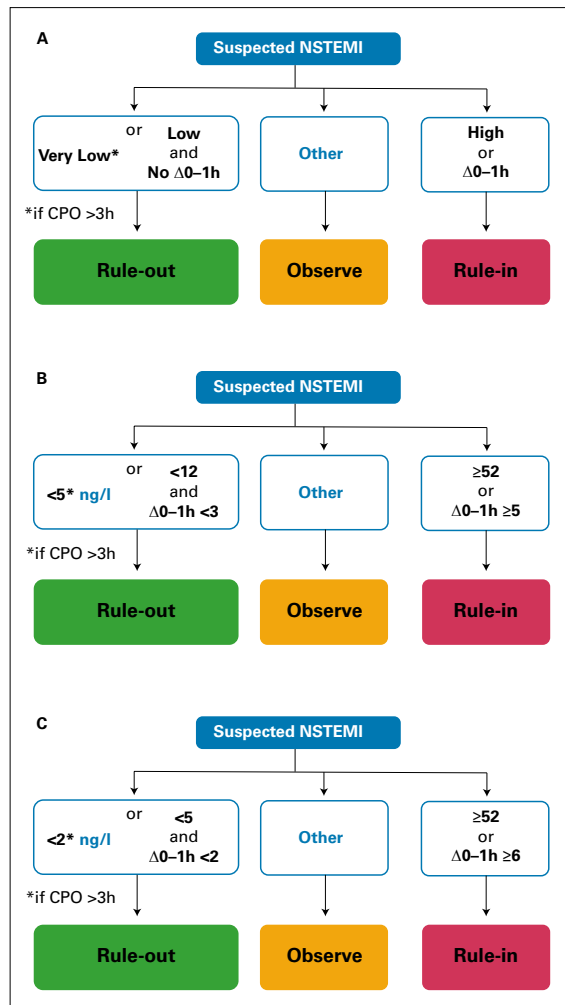 A
Suspected NSTEMI
Very Low*
or
Low
and
No Δ0–1h
Other
High
or
Δ0–1h
*if CPO >3h
Rule-out
Observe
Rule-in
B
Suspected NSTEMI
<5* ng/l
or
<12
and
Δ0–1h <3
Other
≥52
or
Δ0–1h ≥5
*if CPO >3h
Rule-out
Observe
Rule-in
C
Suspected NSTEMI
<2* ng/l
or
<5
and
Δ0–1h <2
Other
≥52
or
Δ0–1h ≥6
*if CPO >3h
Rule-out
Observe
Rule-in